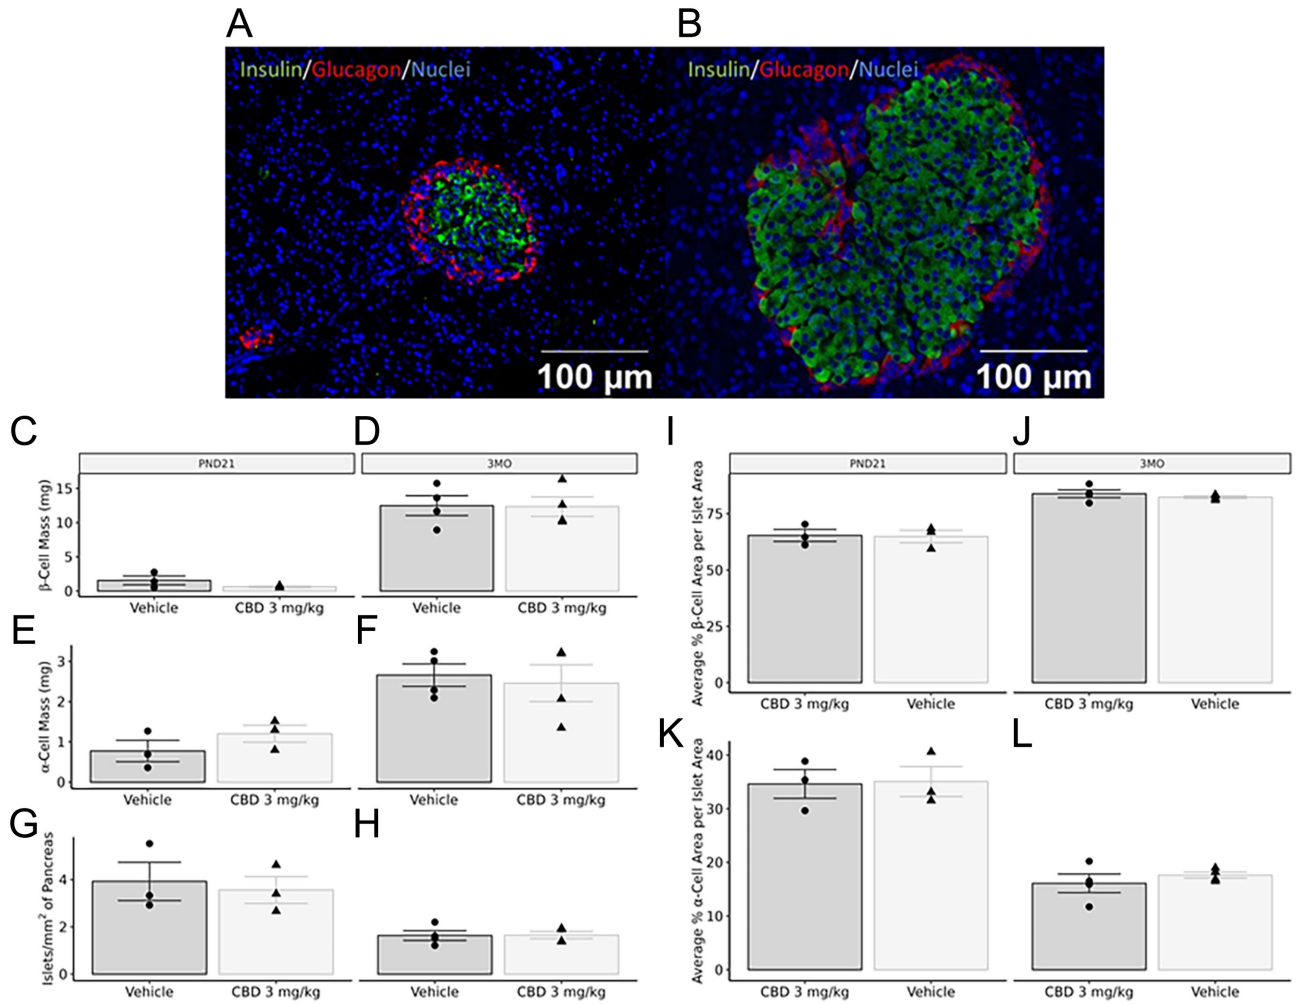 A
B
Insulin/Glucagon/Nuclei
Insulin/Glucagon/Nuclei
100 μm
100 μm
C
D
PND21
3MO
β-Cell Mass (mg)
15
10
5
0
Vehicle
CBD 3 mg/kg
Vehicle
CBD 3 mg/kg
E
F
α-Cell Mass (mg)
3
2
1
0
Vehicle
CBD 3 mg/kg
Vehicle
CBD 3 mg/kg
G
H
Islets/mm² of Pancreas
4
2
0
Vehicle
CBD 3 mg/kg
Vehicle
CBD 3 mg/kg
I
J
PND21
3MO
Average % β-Cell Area per Islet Area
75
50
25
0
CBD 3 mg/kg
Vehicle
CBD 3 mg/kg
Vehicle
K
L
Average % α-Cell Area per Islet Area
40
30
20
10
0
CBD 3 mg/kg
Vehicle
CBD 3 mg/kg
Vehicle